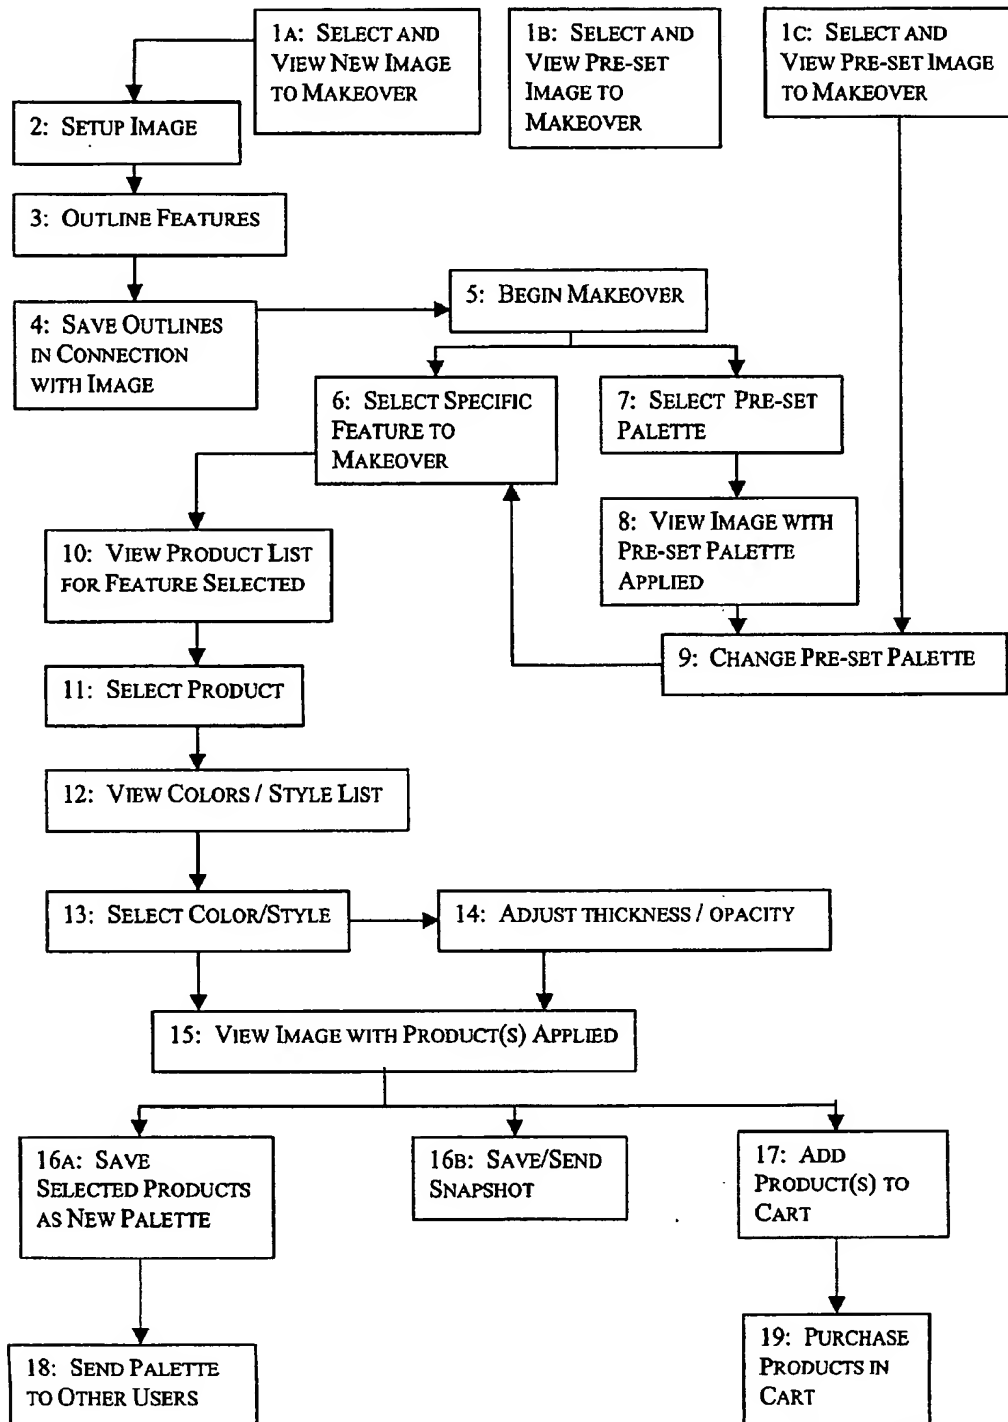 1A: SELECT AND
VIEW NEW IMAGE
TO MAKEOVER
1B: SELECT AND
VIEW PRE-SET
IMAGE TO
MAKEOVER
1C: SELECT AND
VIEW PRE-SET IMAGE
TO MAKEOVER
2: SETUP IMAGE
3: OUTLINE FEATURES
4: SAVE OUTLINES
IN CONNECTION
WITH IMAGE
5: BEGIN MAKEOVER
6: SELECT SPECIFIC
FEATURE TO
MAKEOVER
7: SELECT PRE-SET
PALETTE
8: VIEW IMAGE WITH
PRE-SET PALETTE
APPLIED
9: CHANGE PRE-SET PALETTE
10: VIEW PRODUCT LIST
FOR FEATURE SELECTED
11: SELECT PRODUCT
12: VIEW COLORS / STYLE LIST
13: SELECT COLOR/STYLE
14: ADJUST THICKNESS / OPACITY
15: VIEW IMAGE WITH PRODUCT(S) APPLIED
16A: SAVE
SELECTED PRODUCTS
AS NEW PALETTE
16B: SAVE/SEND
SNAPSHOT
17: ADD
PRODUCT(S) TO
CART
18: SEND PALETTE
TO OTHER USERS
19: PURCHASE
PRODUCTS IN
CART